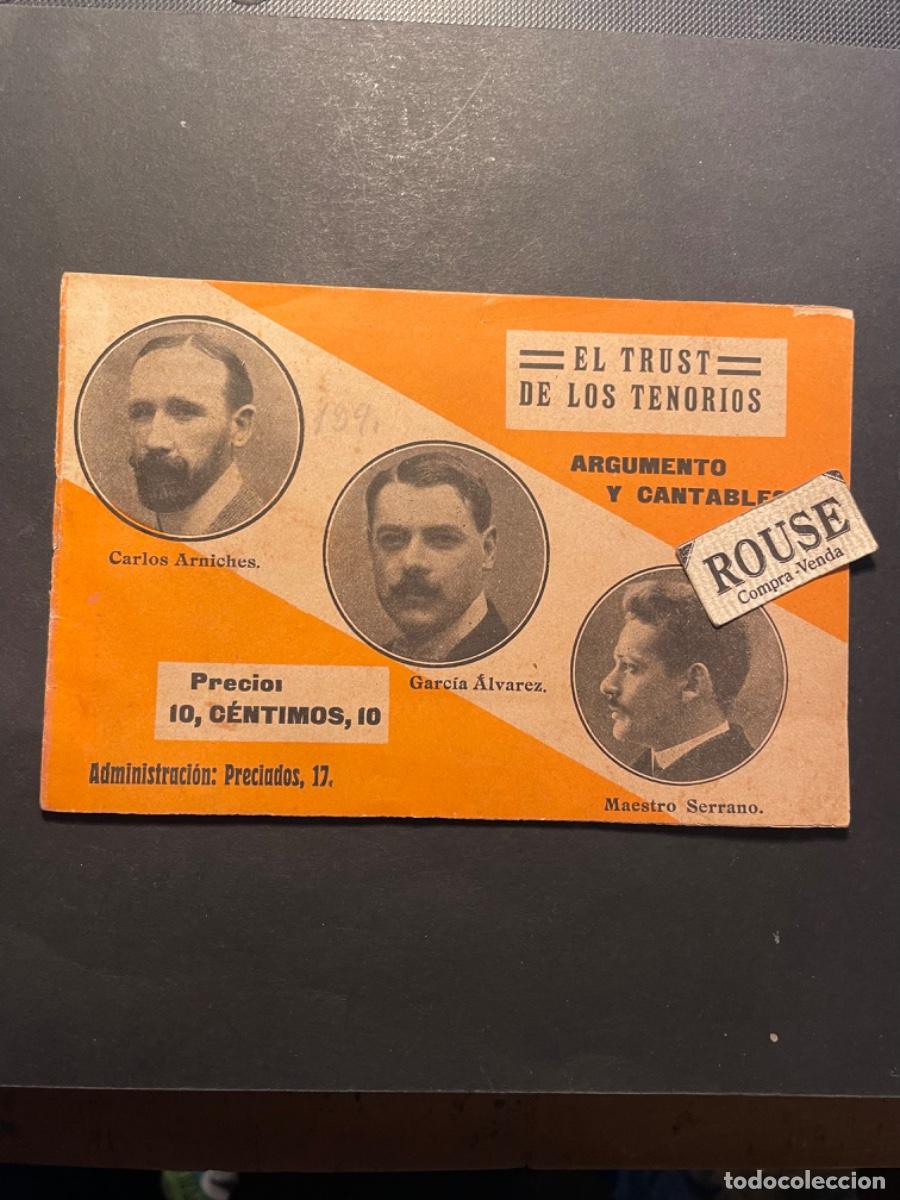 EL TRUST
DE LOS TENORIOS
ARGUMENTO
Y CANTABLES
ROUSE
Compra-Venda
199.
Carlos Arniches.
García Álvarez.
Maestro Serrano.
Precio:
10, CÉNTIMOS, 10
Administración: Preciados, 17.
todocoleccion